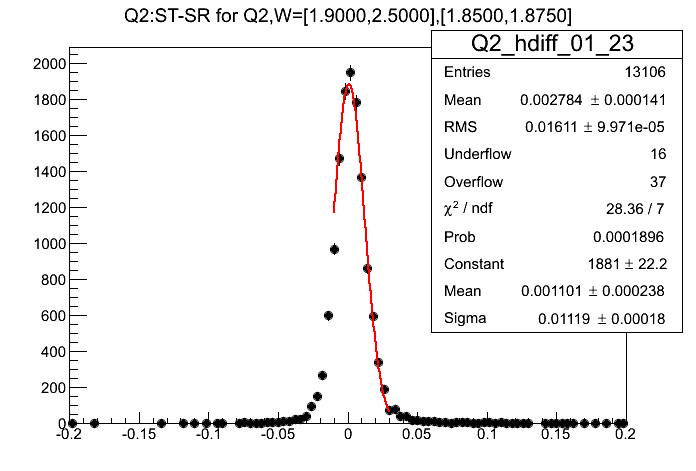 Q2:ST-SR for Q2,W=[1.9000,2.5000],[1.8500,1.8750]
Q2_hdiff_01_23
Entries 13106
Mean 0.002784 ± 0.000141
RMS 0.01611 ± 9.971e-05
Underflow 16
Overflow 37
χ² / ndf 28.36 / 7
Prob 0.0001896
Constant 1881 ± 22.2
Mean 0.001101 ± 0.000238
Sigma 0.01119 ± 0.00018
2000
1800
1600
1400
1200
1000
800
600
400
200
0
-0.2 -0.15 -0.1 -0.05 0 0.05 0.1 0.15 0.2